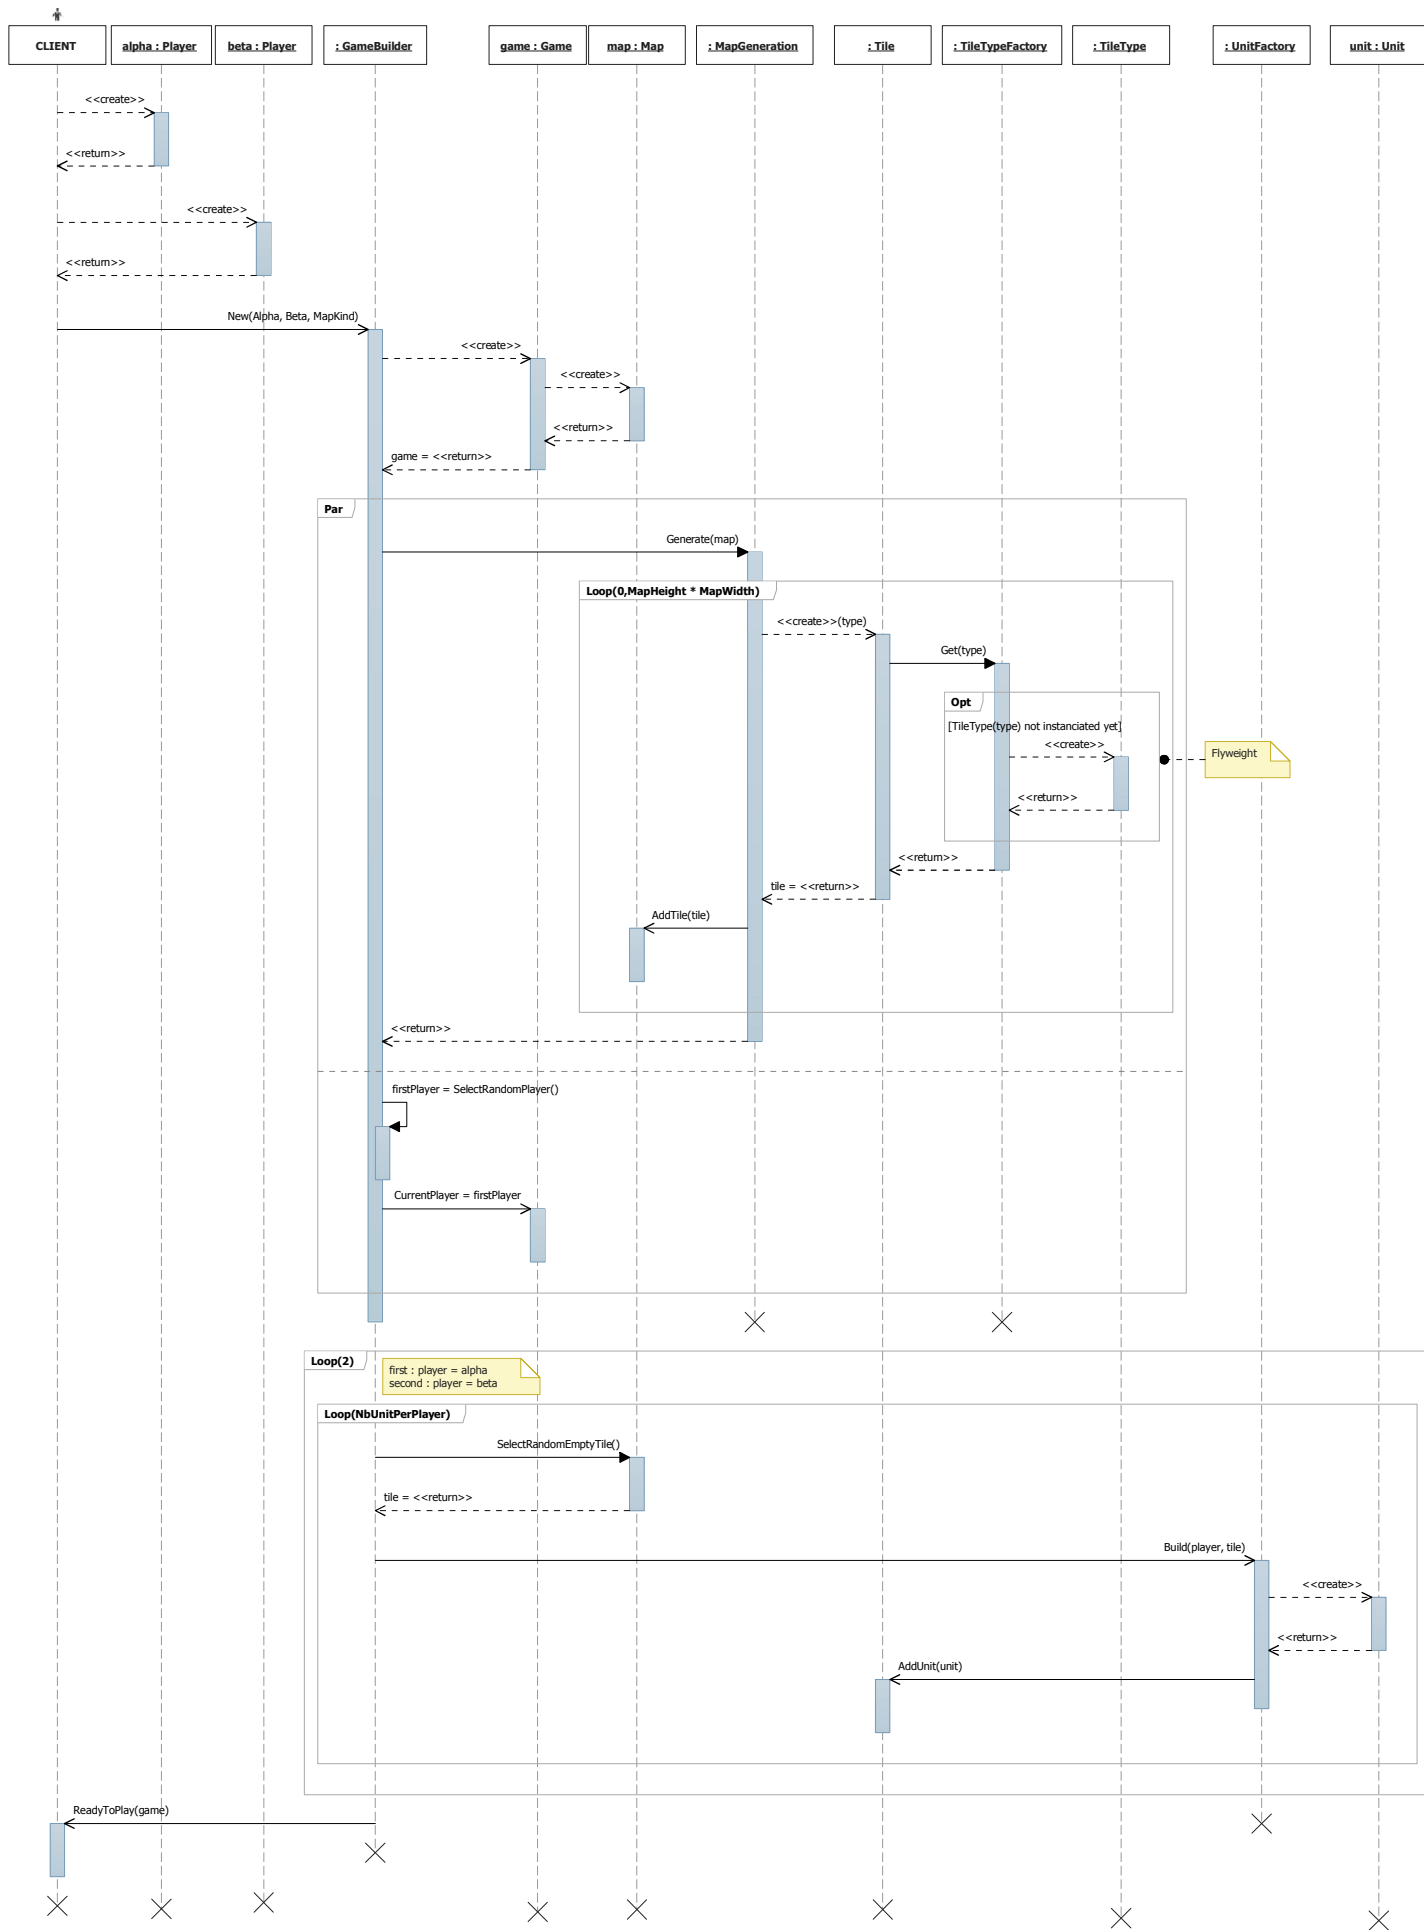 CLIENT
alpha : Player
beta : Player
: GameBuilder
game : Game
map : Map
: MapGeneration
: Tile
: TileTypeFactory
: TileType
: UnitFactory
unit : Unit
<<create>>
<<return>>
<<create>>
<<return>>
New(Alpha, Beta, MapKind)
<<create>>
<<create>>
<<return>>
game = <<return>>
Par
Generate(map)
Loop(0,MapHeight * MapWidth)
<<create>>(type)
Get(type)
Opt
[TileType(type) not instanciated yet]
<<create>>
Flyweight
<<return>>
<<return>>
tile = <<return>>
AddTile(tile)
<<return>>
firstPlayer = SelectRandomPlayer()
CurrentPlayer = firstPlayer
Loop(2)
first : player = alpha
second : player = beta
Loop(NbUnitPerPlayer)
SelectRandomEmptyTile()
tile = <<return>>
Build(player, tile)
<<create>>
<<return>>
AddUnit(unit)
ReadyToPlay(game)